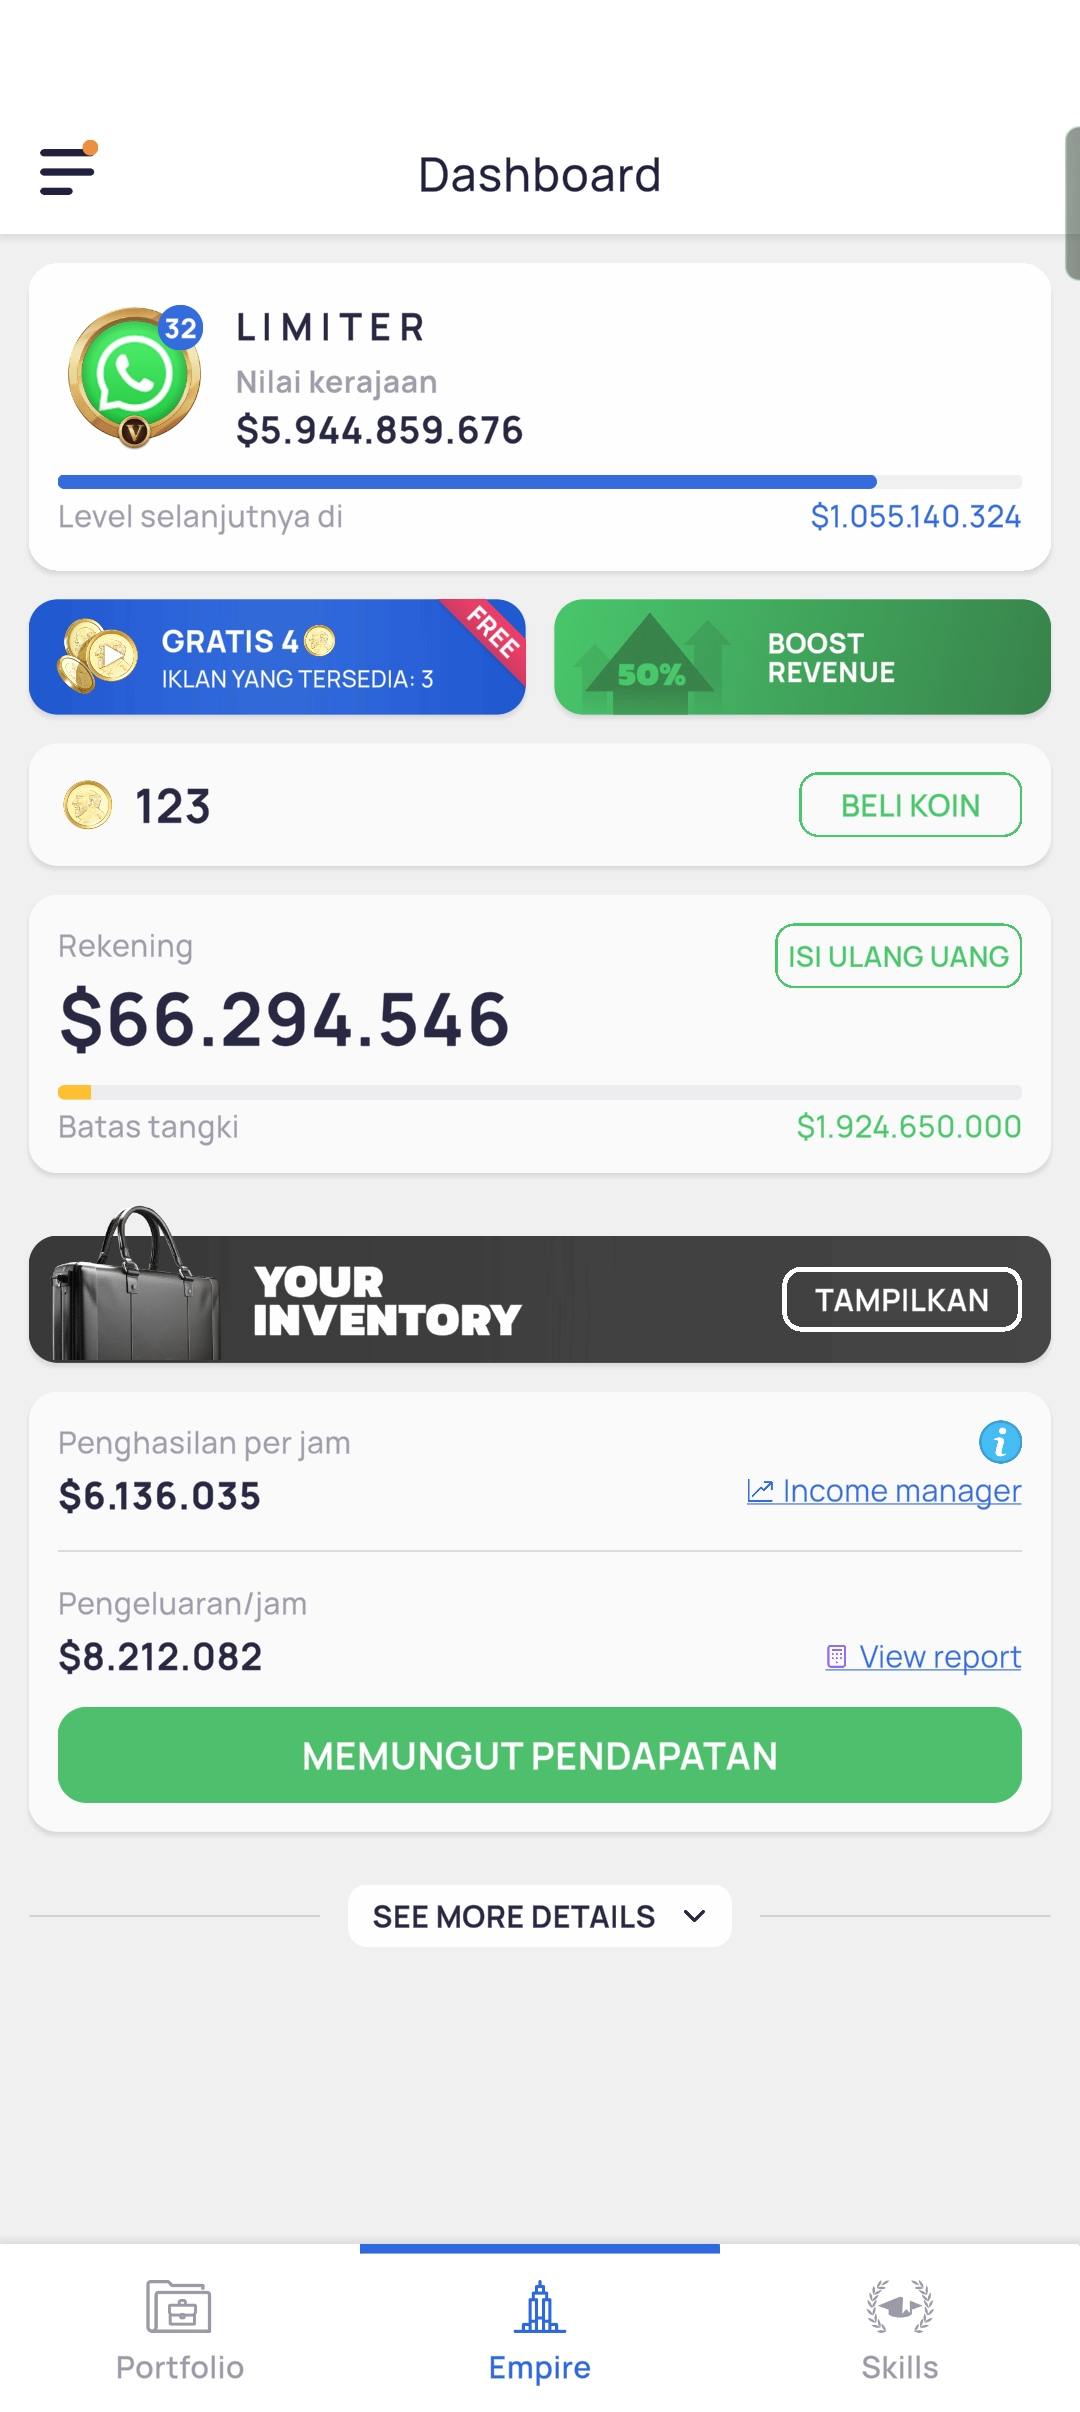 Dashboard
32
LIMITER
Nilai kerajaan
$5.944.859.676
V
Level selanjutnya di
$1.055.140.324
GRATIS 4
FREE
IKLAN YANG TERSEDIA: 3
50%
BOOST
REVENUE
123
BELI KOIN
Rekening
ISI ULANG UANG
$66.294.546
Batas tangki
$1.924.650.000
YOUR
INVENTORY
TAMPILKAN
Penghasilan per jam
i
$6.136.035
Income manager
Pengeluaran/jam
$8.212.082
View report
MEMUNGUT PENDAPATAN
SEE MORE DETAILS
Portfolio
Empire
Skills